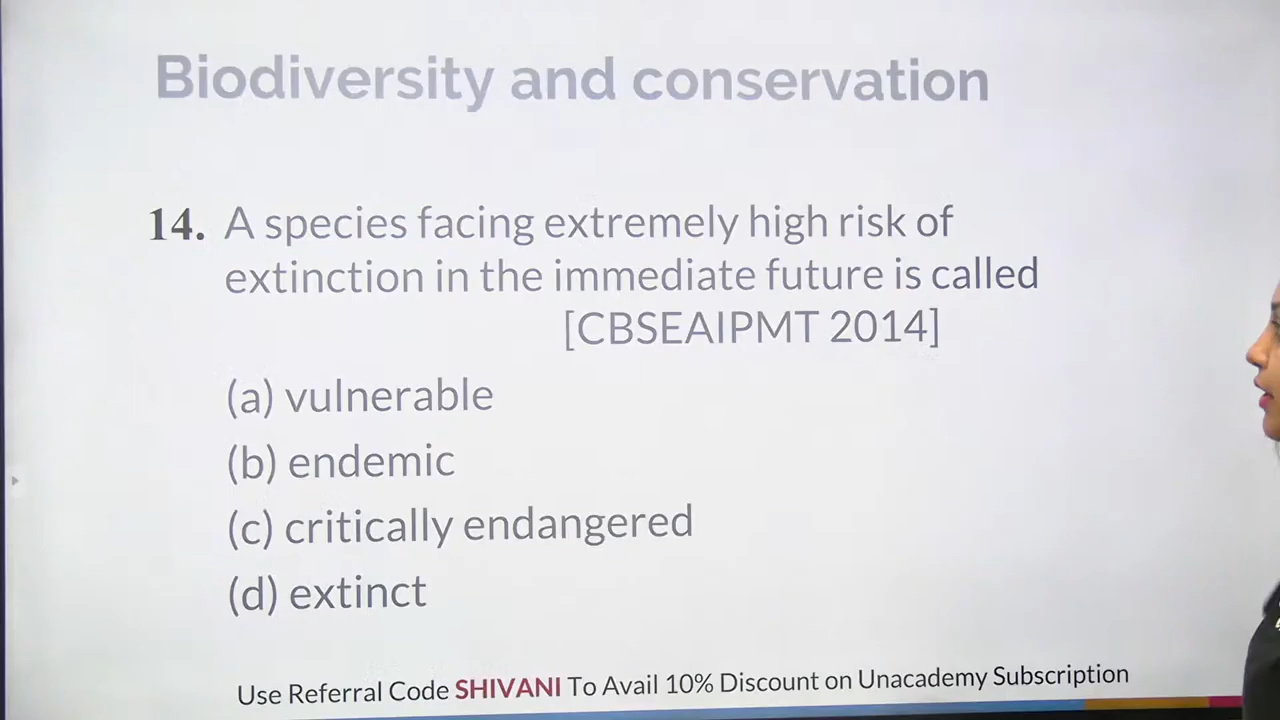 Biodiversity and conservation
14. A species facing extremely high risk of
extinction in the immediate future is called
[CBSEAIPMT 2014]
(a) vulnerable
(b) endemic
(c) critically endangered
(d) extinct
Use Referral Code SHIVANI To Avail 10% Discount on Unacademy Subscription